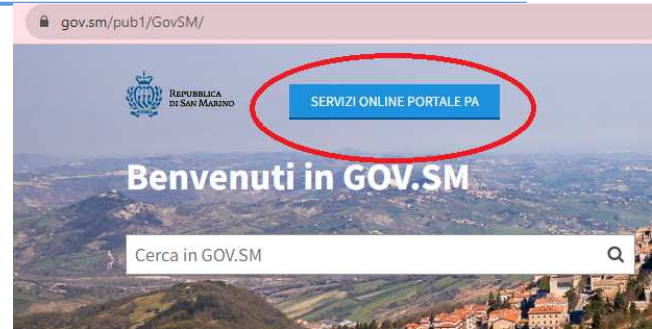 gov.sm/pub1/GovSM/
REPUBBLICA
DI SAN MARINO
SERVIZI ONLINE PORTALE PA
Benvenuti in GOV.SM
Cerca in GOV.SM